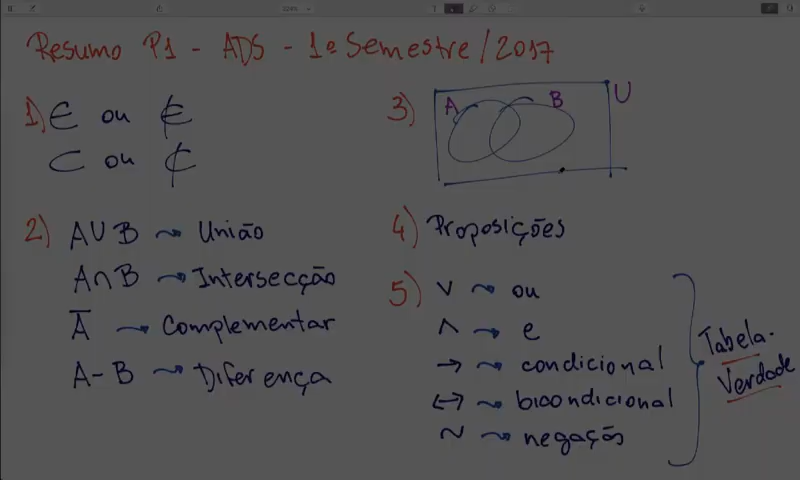 Resumo P1 - ADS - 1º Semestre/2017
1) ∈ ou ∉
⊂ ou ⊄
2) A∪B ⇝ União
A∩B ⇝ Intersecção
A̅ ⇝ Complementar
A-B ⇝ Diferença
3) A B U
4) Proposições
5) ∨ ⇝ ou
∧ ⇝ e
→ ⇝ condicional
↔ ⇝ bicondicional
~ ⇝ negação
Tabela-
Verdade